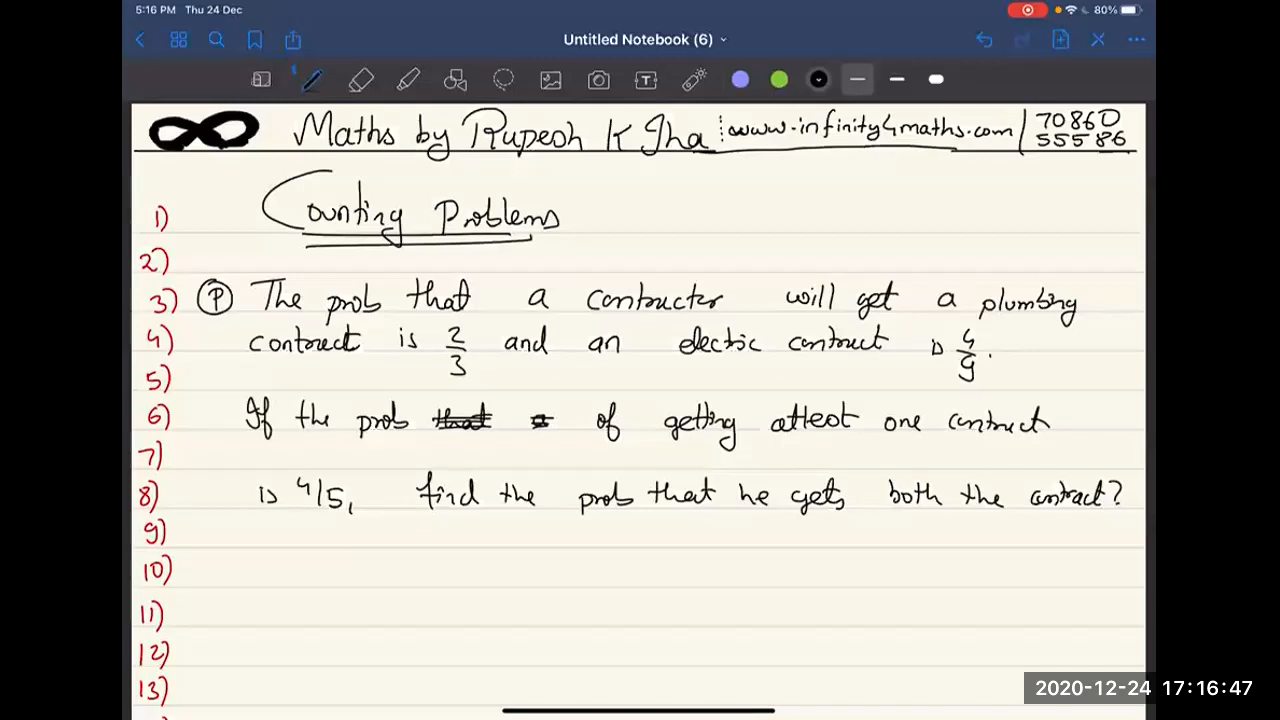 5:16 PM Thu 24 Dec
80%
Untitled Notebook (6)
Maths by Rupesh K Jha www.infinity4maths.com 70860 55586
1) Counting Problems
2)
3) P The prob that a contructer will get a plumbing
4) contract is 2/3 and an electric contract is 4/9.
5)
6) If the prob of getting atleast one contract
7)
8) is 4/5, find the prob that he gets both the contract?
9)
10)
11)
12)
13)
2020-12-24 17:16:47